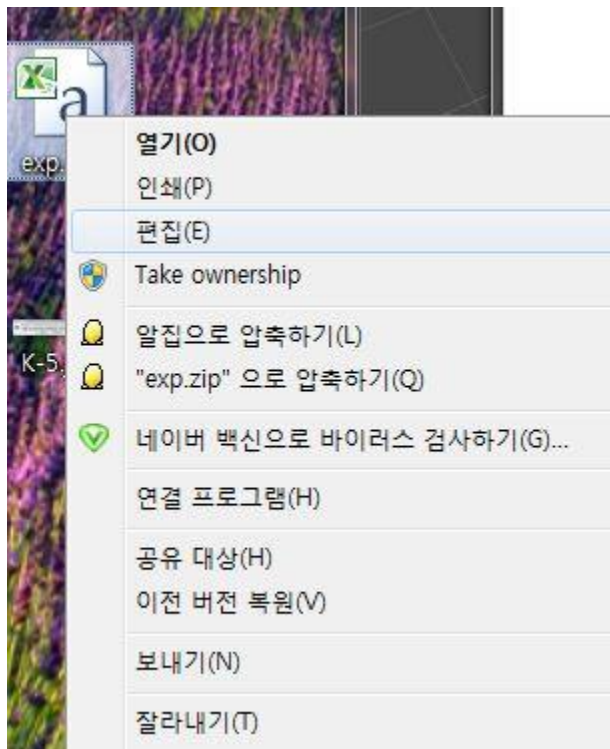 exp.
열기(O)
인쇄(P)
편집(E)
Take ownership
알집으로 압축하기(L)
K-5.
"exp.zip" 으로 압축하기(Q)
네이버 백신으로 바이러스 검사하기(G)...
연결 프로그램(H)
공유 대상(H)
이전 버전 복원(V)
보내기(N)
잘라내기(T)